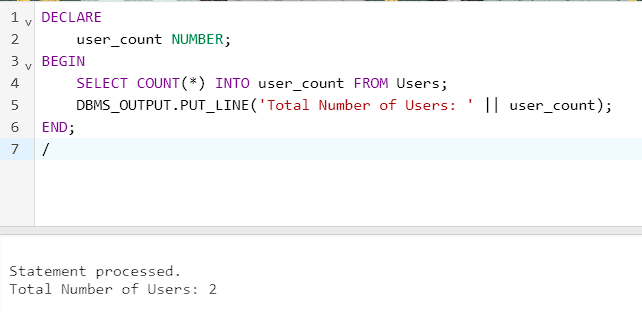 1 v DECLARE
2 user_count NUMBER;
3 v BEGIN
4 SELECT COUNT(*) INTO user_count FROM Users;
5 DBMS_OUTPUT.PUT_LINE('Total Number of Users: ' || user_count);
6 END;
7 /
Statement processed.
Total Number of Users: 2